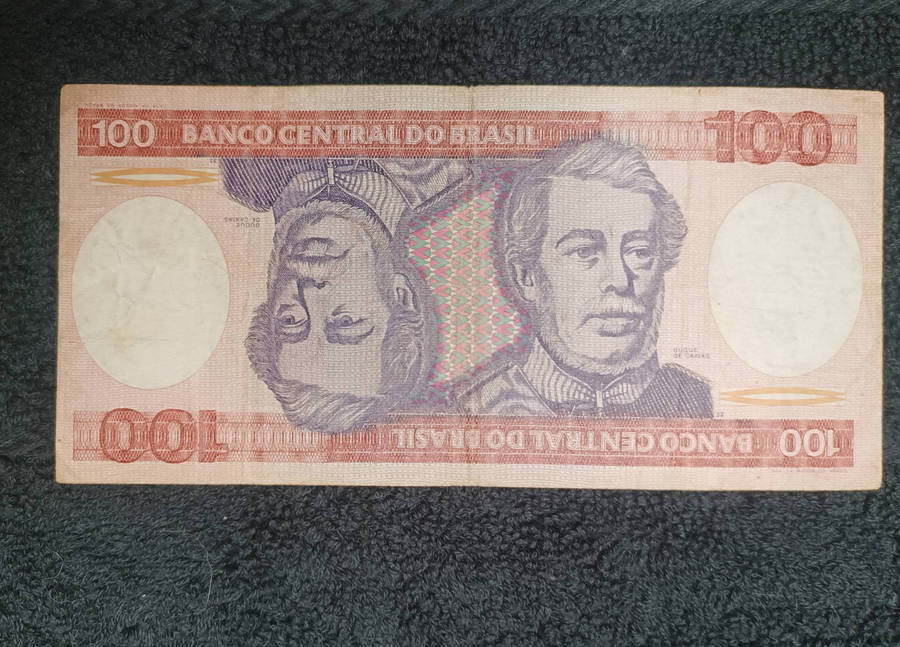 100 BANCO CENTRAL DO BRASIL 100
DUQUE
DE CAXIAS
DUQUE
DE CAXIAS
100 BANCO CENTRAL DO BRASIL 100